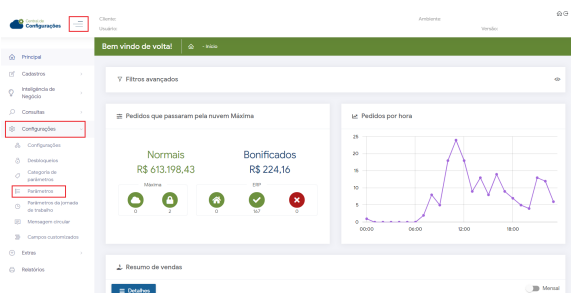 Central de
Configurações
Cliente:
Usuário:
Ambiente:
Versão:
Bem vindo de volta!
- Início
Principal
Cadastros
Inteligência de
Negócio
Consultas
Configurações
Configurações
Desbloqueios
Categoria de
parâmetros
Parâmetros
Parâmetros da jornada
de trabalho
Mensagem circular
Campos customizados
Extras
Relatórios
Filtros avançados
Pedidos que passaram pela nuvem Máxima
Normais
R$ 613.198,43
Bonificados
R$ 224,16
Máxima
ERP
0
2
0
167
0
Pedidos por hora
25
20
15
10
5
0
00:00
06:00
12:00
18:00
Resumo de vendas
Detalhes
Mensal